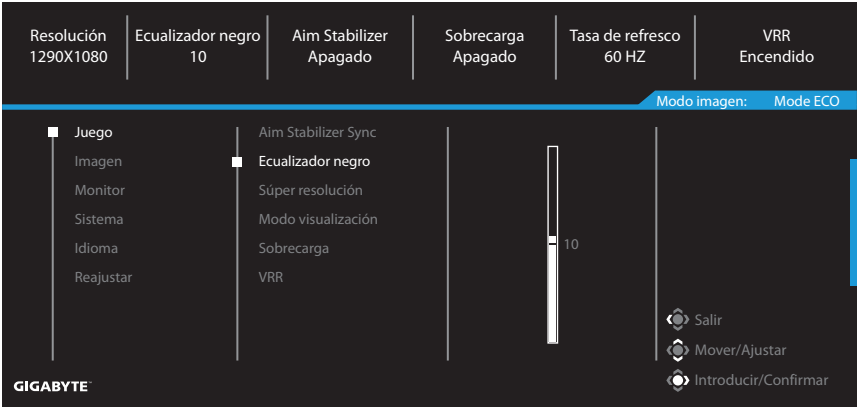 Resolución Ecualizador negro Aim Stabilizer Sobrecarga Tasa de refresco VRR
1290X1080 10 Apagado Apagado 60 HZ Encendido
Modo imagen: Mode ECO
Juego Aim Stabilizer Sync
Imagen Ecualizador negro
Monitor Súper resolución
Sistema Modo visualización
Idioma Sobrecarga 10
Reajustar VRR
Salir
Mover/Ajustar
GIGABYTE™ Introducir/Confirmar